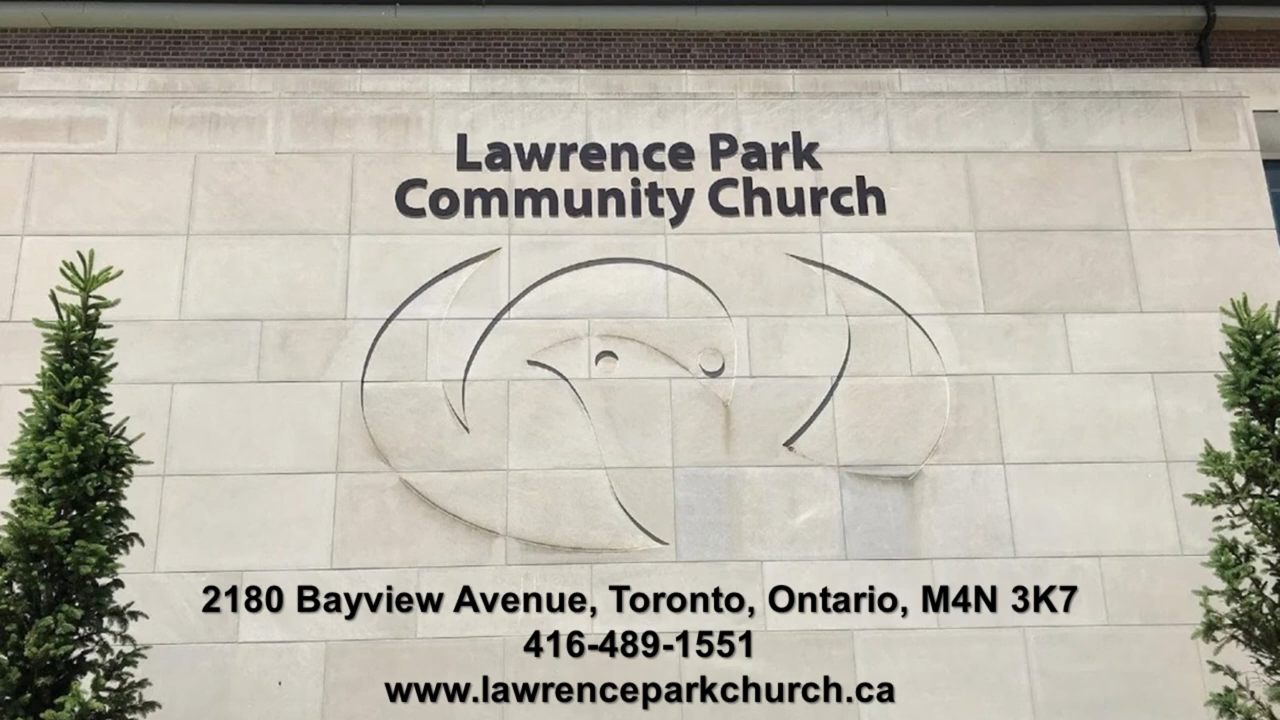 Lawrence Park
Community Church
2180 Bayview Avenue, Toronto, Ontario, M4N 3K7
416-489-1551
www.lawrenceparkchurch.ca